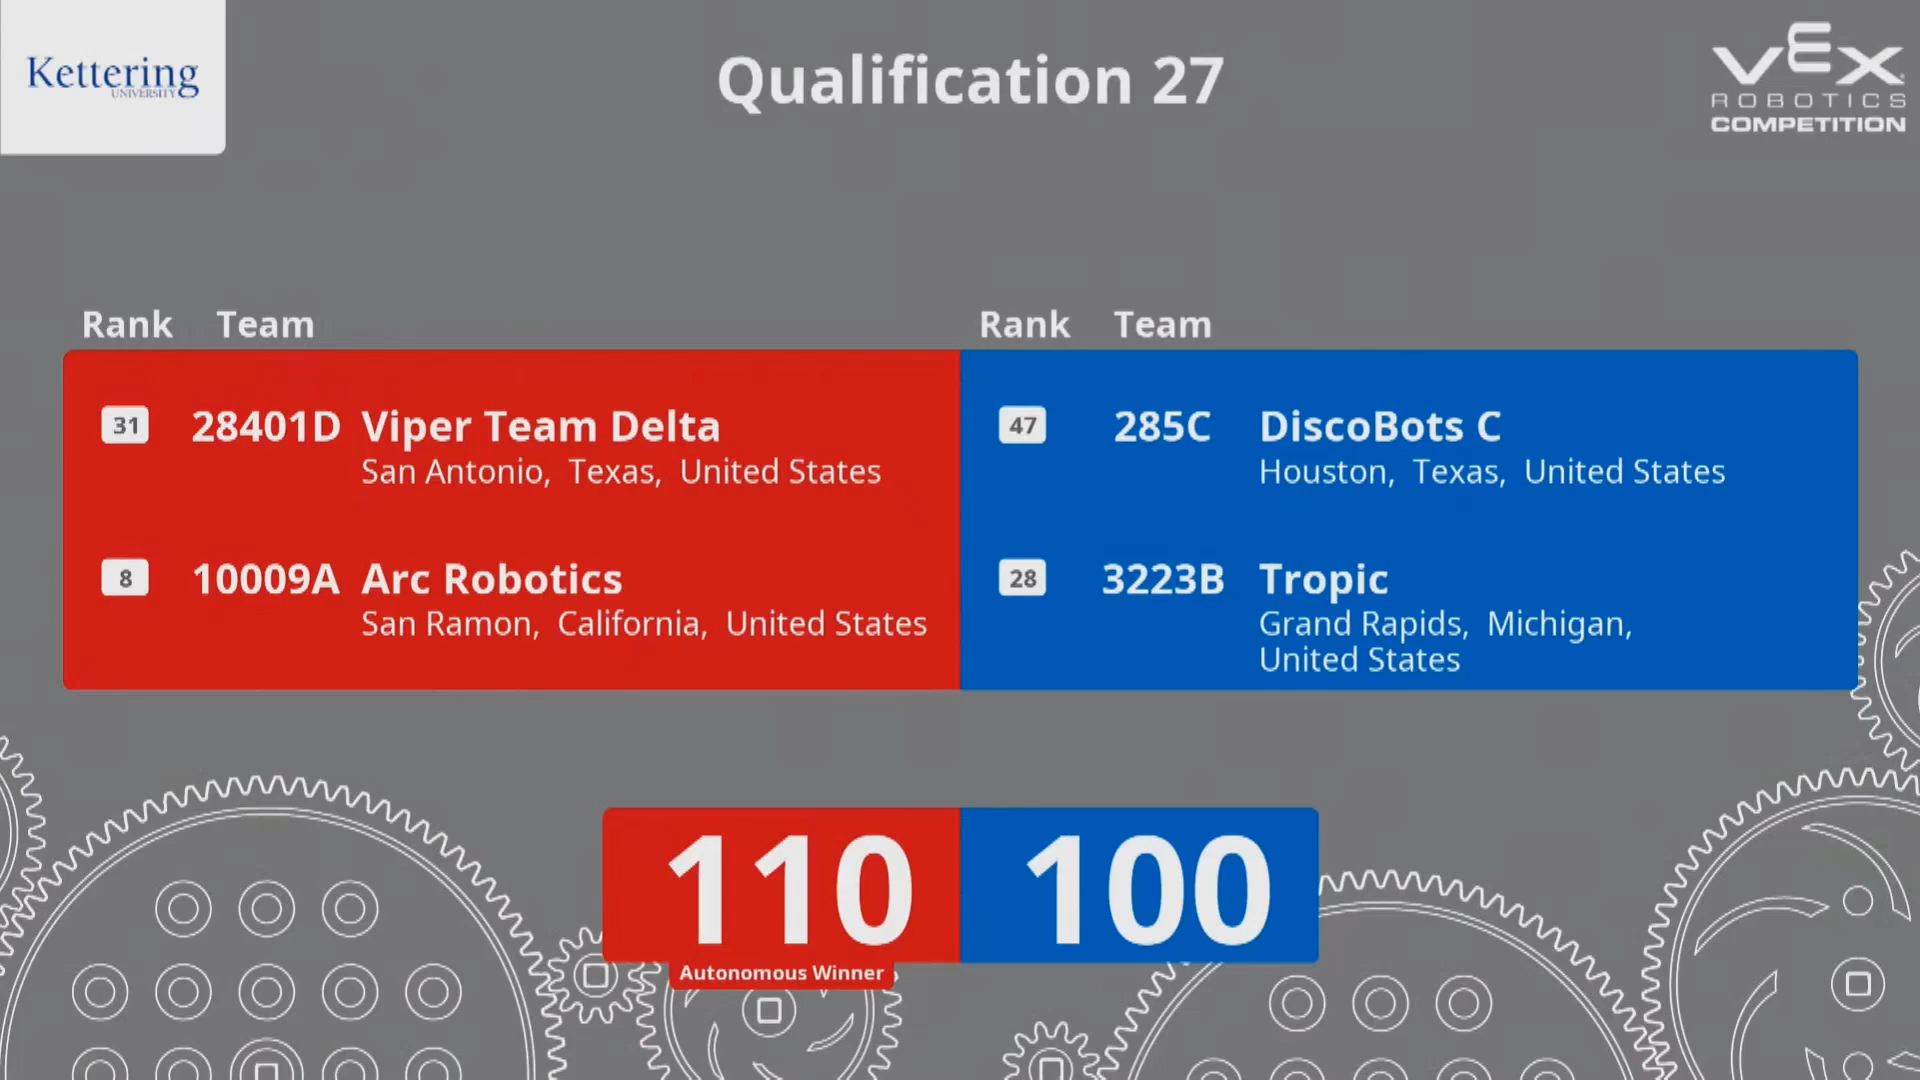 Kettering
UNIVERSITY
Qualification 27
VEX
ROBOTICS
COMPETITION
Rank Team
Rank Team
31 28401D Viper Team Delta
San Antonio, Texas, United States
8 10009A Arc Robotics
San Ramon, California, United States
47 285C DiscoBots C
Houston, Texas, United States
28 3223B Tropic
Grand Rapids, Michigan,
United States
110 100
Autonomous Winner